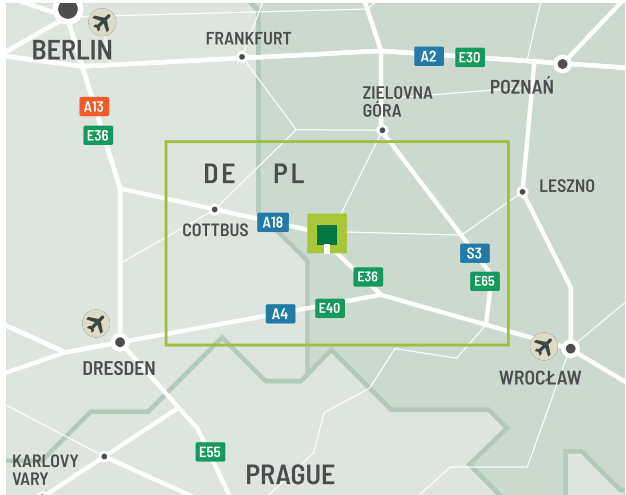 BERLIN
FRANKFURT
A2
E30
POZNAŃ
ZIELOVNA
GÓRA
A13
E36
DE
PL
LESZNO
COTTBUS
A18
S3
E36
E65
A4
E40
DRESDEN
WROCŁAW
E55
KARLOVY
VARY
PRAGUE